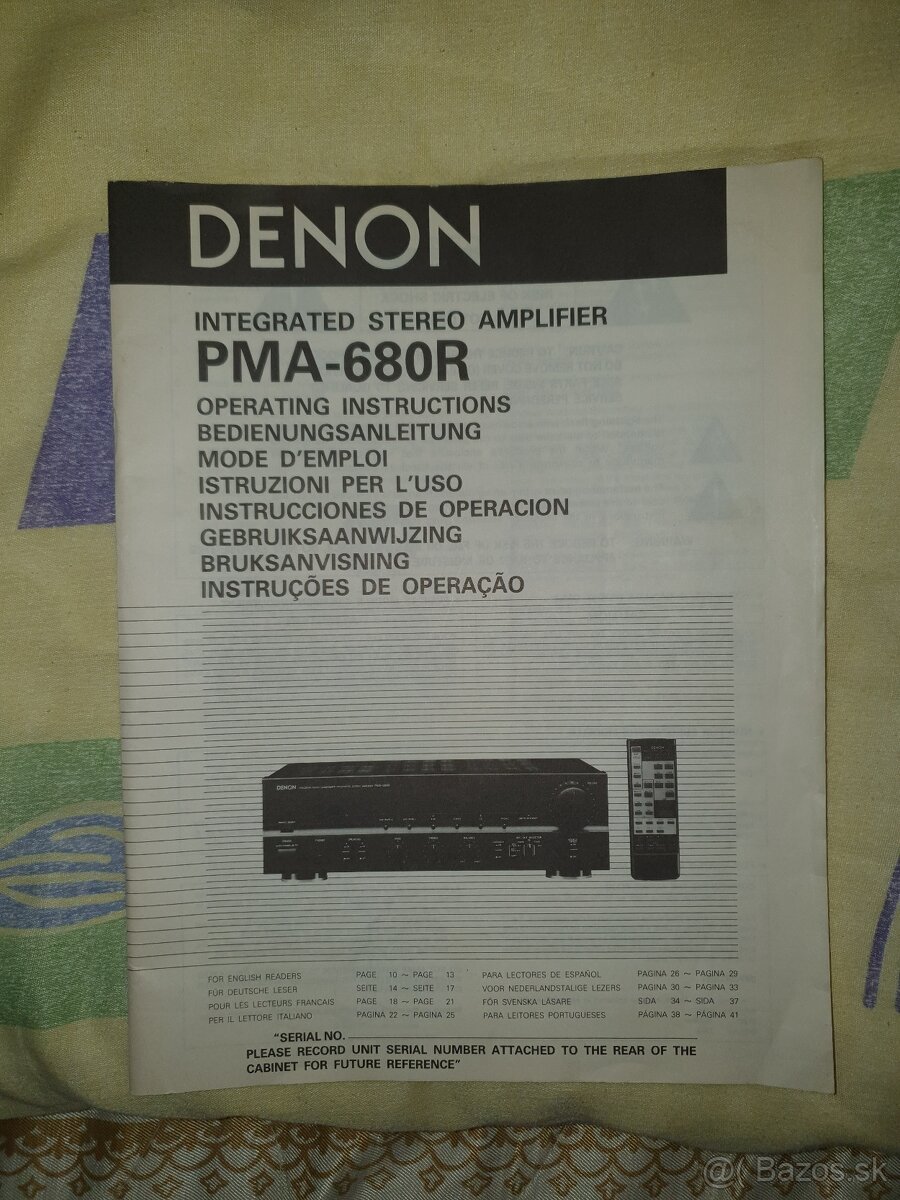 DENON
INTEGRATED STEREO AMPLIFIER
PMA-680R
OPERATING INSTRUCTIONS
BEDIENUNGSANLEITUNG
MODE D'EMPLOI
ISTRUZIONI PER L'USO
INSTRUCCIONES DE OPERACION
GEBRUIKSAANWIJZING
BRUKSANVISNING
INSTRUÇÕES DE OPERAÇÃO
DENON
DENON
FOR ENGLISH READERS PAGE 10 ~ PAGE 13
FÜR DEUTSCHE LESER SEITE 14 ~ SEITE 17
POUR LES LECTEURS FRANCAIS PAGE 18 ~ PAGE 21
PER IL LETTORE ITALIANO PAGINA 22 ~ PAGINA 25
PARA LECTORES DE ESPAÑOL PAGINA 26 ~ PAGINA 29
VOOR NEDERLANDSTALIGE LEZERS PAGINA 30 ~ PAGINA 33
FÖR SVENSKA LÄSARE SIDA 34 ~ SIDA 37
PARA LEITORES PORTUGUESES PÁGINA 38 ~ PÁGINA 41
"SERIAL NO.
PLEASE RECORD UNIT SERIAL NUMBER ATTACHED TO THE REAR OF THE
CABINET FOR FUTURE REFERENCE"
@( Bazos.sk